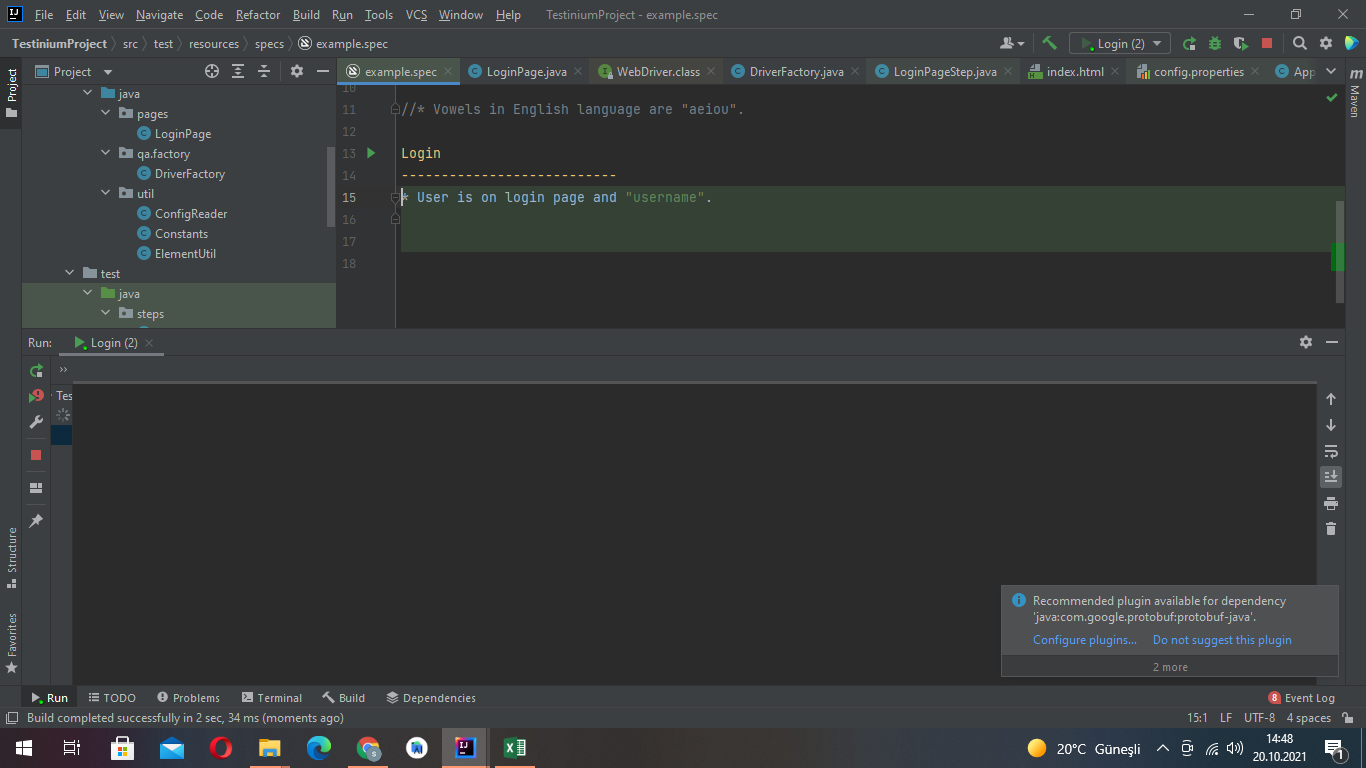 File Edit View Navigate Code Refactor Build Run Tools VCS Window Help TestiniumProject - example.spec
TestiniumProject src test resources specs example.spec Login (2)
Project example.spec LoginPage.java WebDriver.class DriverFactory.java LoginPageStep.java index.html config.properties App
Project
Structure
Favorites
Maven
java
pages
LoginPage
qa.factory
DriverFactory
util
ConfigReader
Constants
ElementUtil
test
java
steps
10
11 //* Vowels in English language are "aeiou".
12
13 Login
14 ---------------------------
15 * User is on login page and "username".
16
17
18
Run: Login (2)
Tes
Recommended plugin available for dependency
'java:com.google.protobuf:protobuf-java'.
Configure plugins... Do not suggest this plugin
2 more
Run TODO Problems Terminal Build Dependencies 8 Event Log
Build completed successfully in 2 sec, 34 ms (moments ago) 15:1 LF UTF-8 4 spaces
20°C Güneşli 14:48
20.10.2021 1